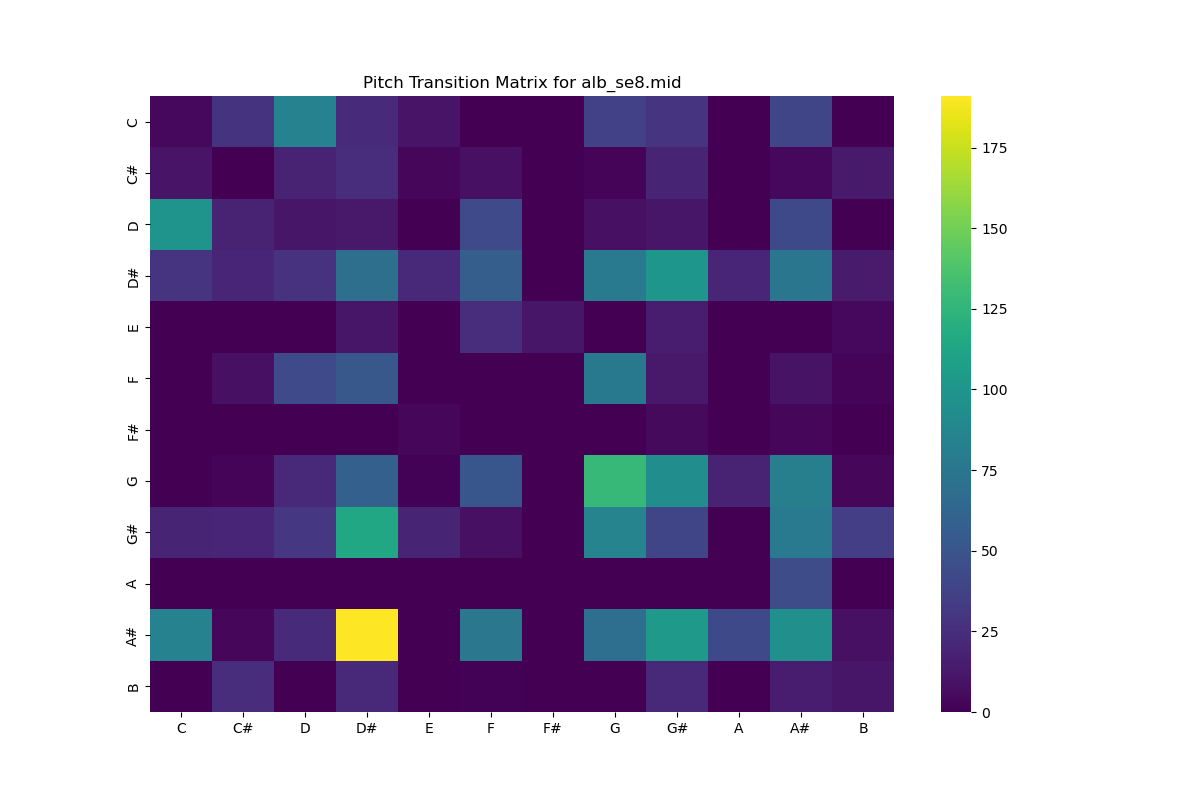 Pitch Transition Matrix for alb_se8.mid
C
C#
D
D#
E
F
F#
G
G#
A
A#
B
C C# D D# E F F# G G# A A# B
175
150
125
100
75
50
25
0